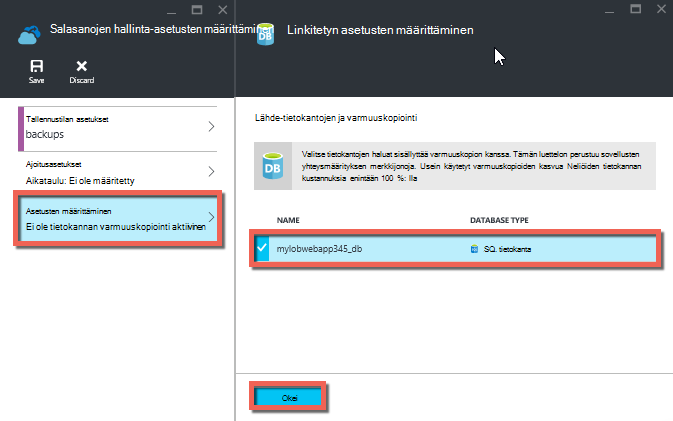 Salasanojen hallinta-asetusten määrittäminen
Save
Discard
Tallennustilan asetukset
backups
Ajoitusasetukset
Aikataulu: Ei ole määritetty
Asetusten määrittäminen
Ei ole tietokannan varmuuskopiointi aktiivinen
DB
Linkitetyn asetusten määrittäminen
Lähde-tietokantojen ja varmuuskopiointi
DB
Valitse tietokantojen haluat sisällyttää varmuuskopion kanssa. Tämän luettelon perustuu sovellusten
yhteysmäärityksen merkkijonoja. Usein käytetyt varmuuskopioiden kasvua Neliöiden tietokannan
kustannuksia enintään 100 %: lla
NAME
DATABASE TYPE
mylobwebapp345_db
SQ. tietokanta
Okei